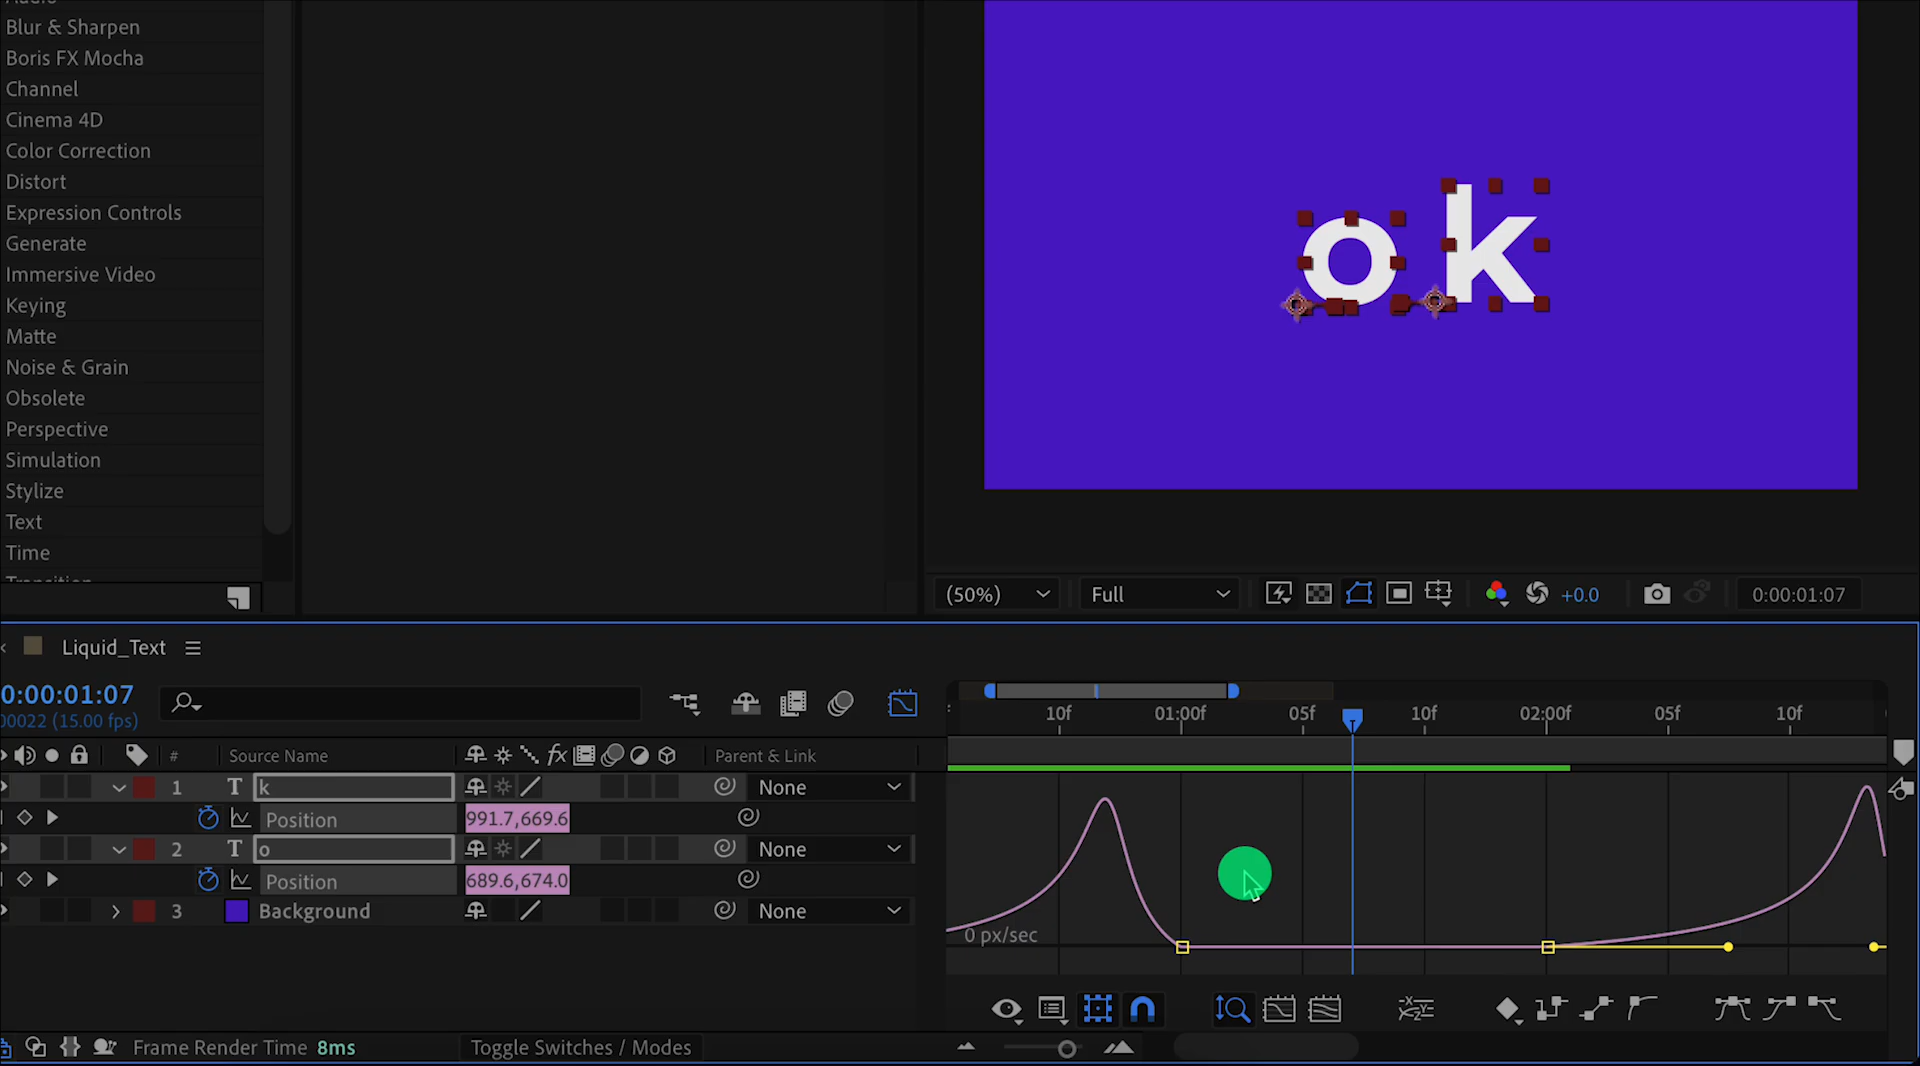 Audio
Blur & Sharpen
Boris FX Mocha
Channel
Cinema 4D
Color Correction
Distort
Expression Controls
Generate
Immersive Video
Keying
Matte
Noise & Grain
Obsolete
Perspective
Simulation
Stylize
Text
Time
Transition
ok
(50%) Full +0.0 0:00:01:07
Liquid_Text
0:00:01:07
00022 (15.00 fps)
10f 01:00f 05f 10f 02:00f 05f 10f
# Source Name fx Parent & Link
1 T k None
Position 991.7,669.6
2 T o None
Position 689.6,674.0
3 Background None
0 px/sec
Frame Render Time 8ms Toggle Switches / Modes